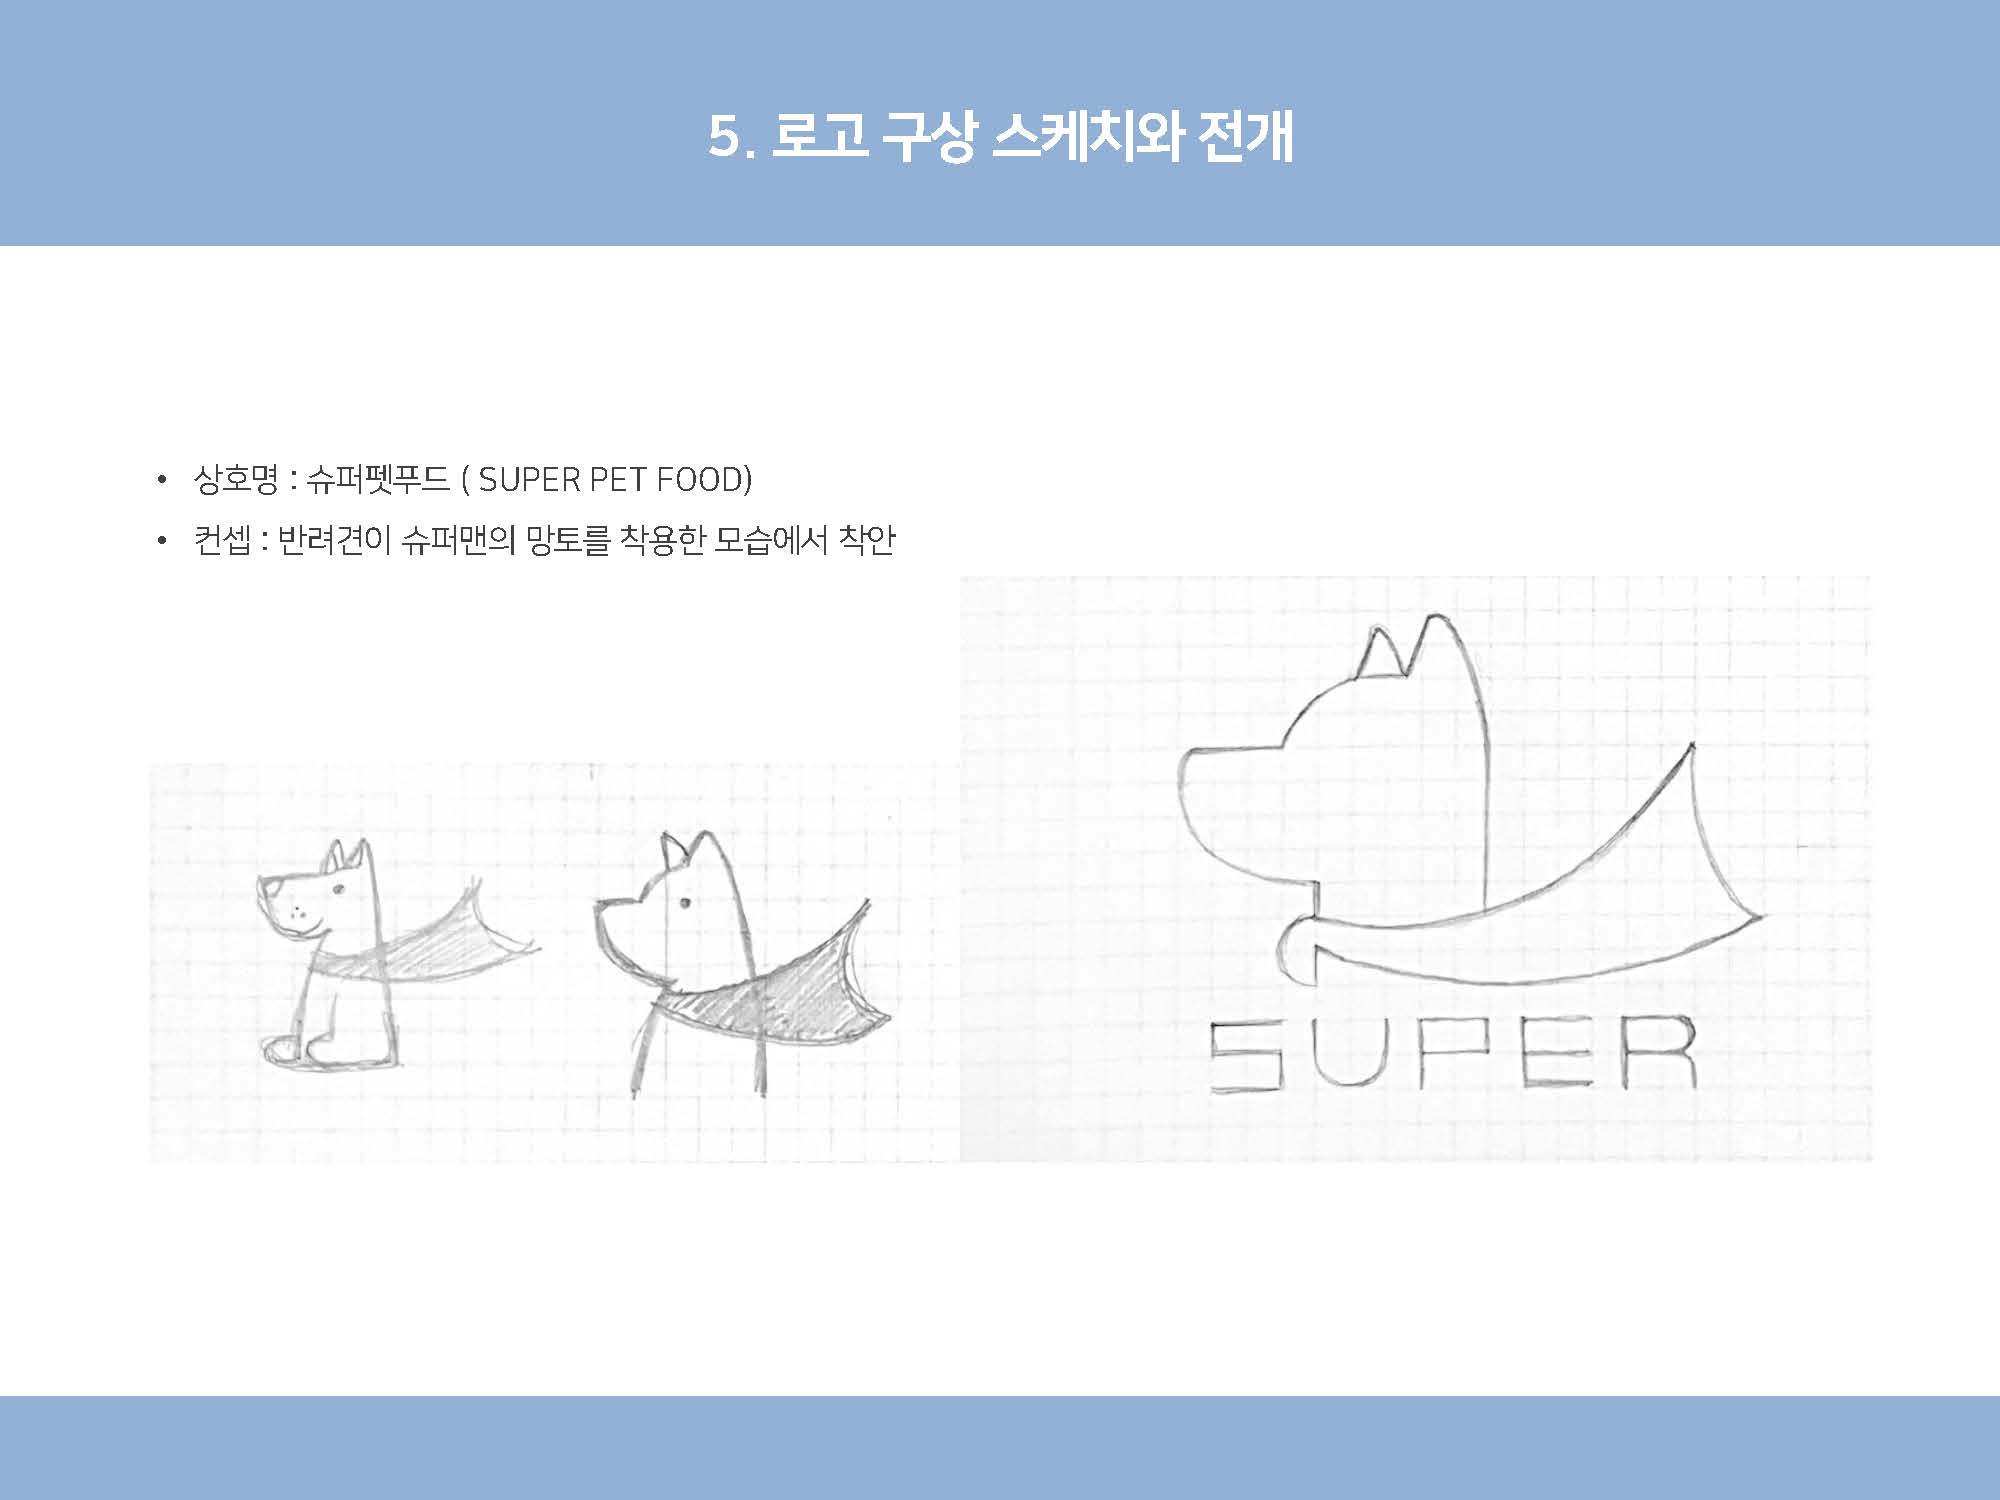 5. 로고 구상 스케치와 전개
• 상호명 : 슈퍼펫푸드 ( SUPER PET FOOD)
• 컨셉 : 반려견이 슈퍼맨의 망토를 착용한 모습에서 착안
SUPER